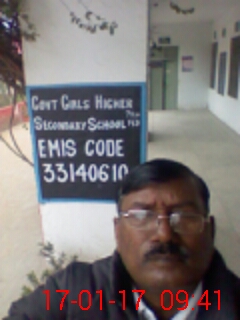 GOVT GIRLS HIGHER
SECONDARY SCHOOL
EMIS CODE
33140610
17-01-17 09:41